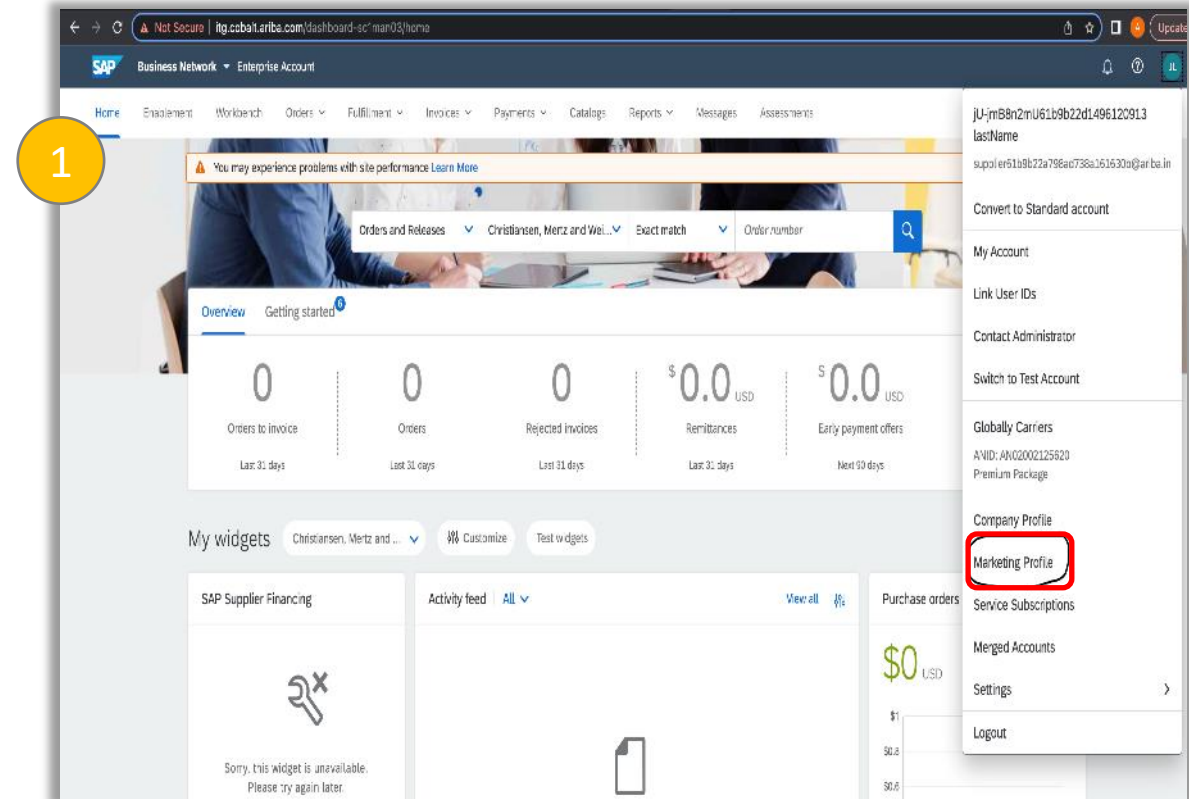 Not Secure | itg.cobalt.ariba.com/dashboard-sc1man03/home
Update
SAP Business Network Enterprise Account
JL
Home Enablement Workbench Orders Fulfillment Invoices Payments Catalogs Reports Messages Assessments
1
You may experience problems with site performance Learn More
Orders and Releases Christiansen, Mertz and Wei... Exact match Order number
Overview Getting started 6
0 0 0 $ 0.0 USD $ 0.0 USD
Orders to invoice Orders Rejected invoices Remittances Early payment offers
Last 31 days Last 31 days Last 31 days Last 31 days Next 90 days
My widgets Christiansen, Mertz and ... Customize Test widgets
SAP Supplier Financing Activity feed All View all Purchase orders
$0 USD
$1
$0.8
$0.6
Sorry, this widget is unavailable.
Please try again later.
jU-jmB8n2mU61b9b22d1496120913
lastName
Convert to Standard account
My Account
Link User IDs
Contact Administrator
Switch to Test Account
Globally Carriers
ANID: AN02002125620
Premium Package
Company Profile
Marketing Profile
Service Subscriptions
Merged Accounts
Settings
Logout